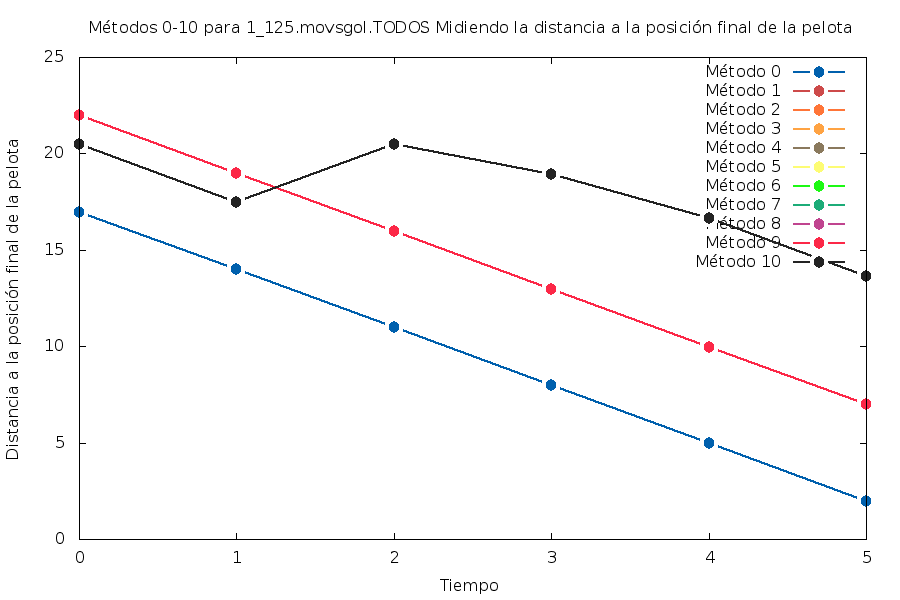 Métodos 0-10 para 1_125.movsgol.TODOS Midiendo la distancia a la posición final de la pelota
25
20
15
10
5
0
Distancia a la posición final de la pelota
Método 0
Método 1
Método 2
Método 3
Método 4
Método 5
Método 6
Método 7
Método 8
Método 9
Método 10
0 1 2 3 4 5
Tiempo